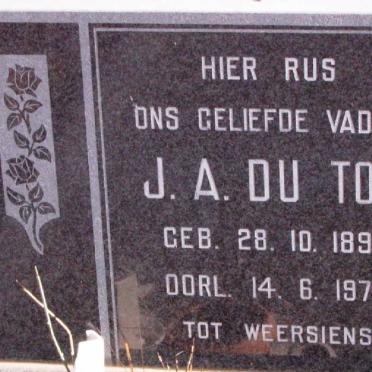 HIER RUS
ONS GELIEFDE VAD
J. A. DU TO
GEB. 28. 10. 189
OORL. 14. 6. 197
TOT WEERSIENS